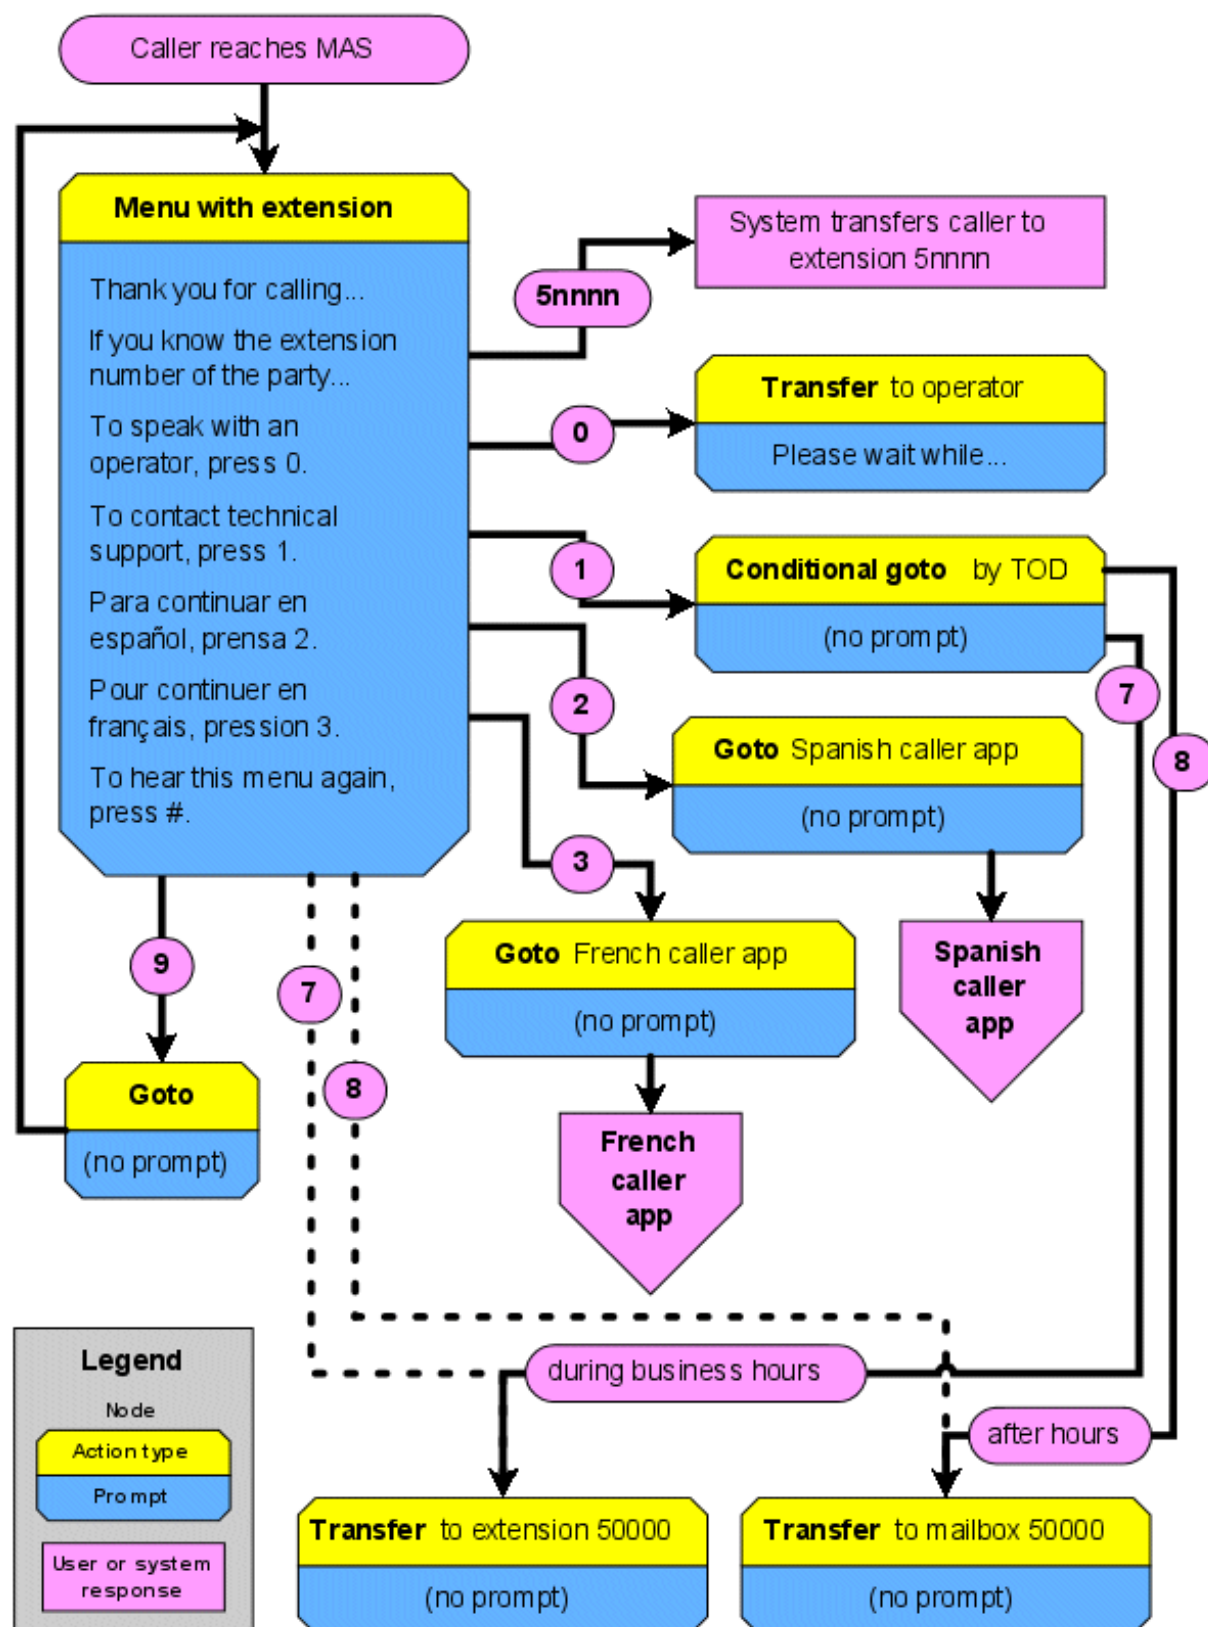 Caller reaches MAS
Menu with extension
Thank you for calling...
If you know the extension
number of the party...
To speak with an
operator, press 0.
To contact technical
support, press 1.
Para continuar en
español, prensa 2.
Pour continuer en
français, pression 3.
To hear this menu again,
press #.
5nnnn
System transfers caller to
extension 5nnnn
0
Transfer to operator
Please wait while...
1
Conditional goto by TOD
(no prompt)
7
8
2
Goto Spanish caller app
(no prompt)
Spanish
caller
app
3
Goto French caller app
(no prompt)
French
caller
app
9
Goto
(no prompt)
7
8
during business hours
after hours
Transfer to extension 50000
(no prompt)
Transfer to mailbox 50000
(no prompt)
Legend
Node
Action type
Prompt
User or system
response